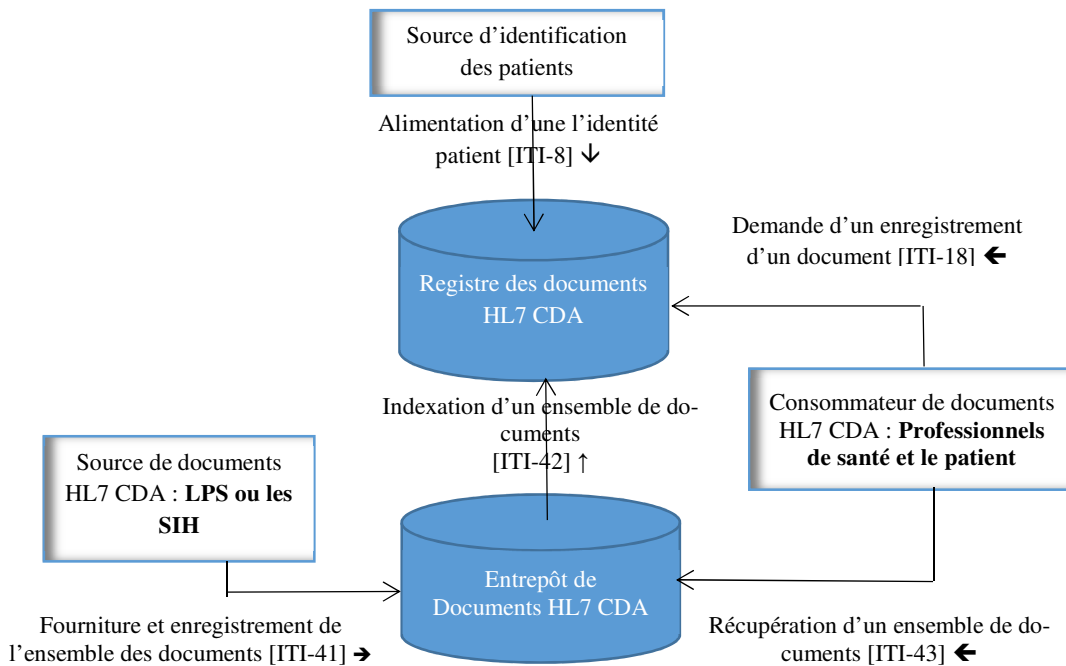 Source d’identification
des patients
Alimentation d’une l’identité
patient [ITI-8] ↓
Demande d’un enregistrement
d’un document [ITI-18] ←
Registre des documents
HL7 CDA
Indexation d’un ensemble de do-
cuments
[ITI-42] ↑
Consommateur de documents
HL7 CDA : Professionnels
de santé et le patient
Source de documents
HL7 CDA : LPS ou les
SIH
Entrepôt de
Documents HL7 CDA
Fourniture et enregistrement de
l’ensemble des documents [ITI-41] ➔
Récupération d’un ensemble de do-
cuments [ITI-43] ←